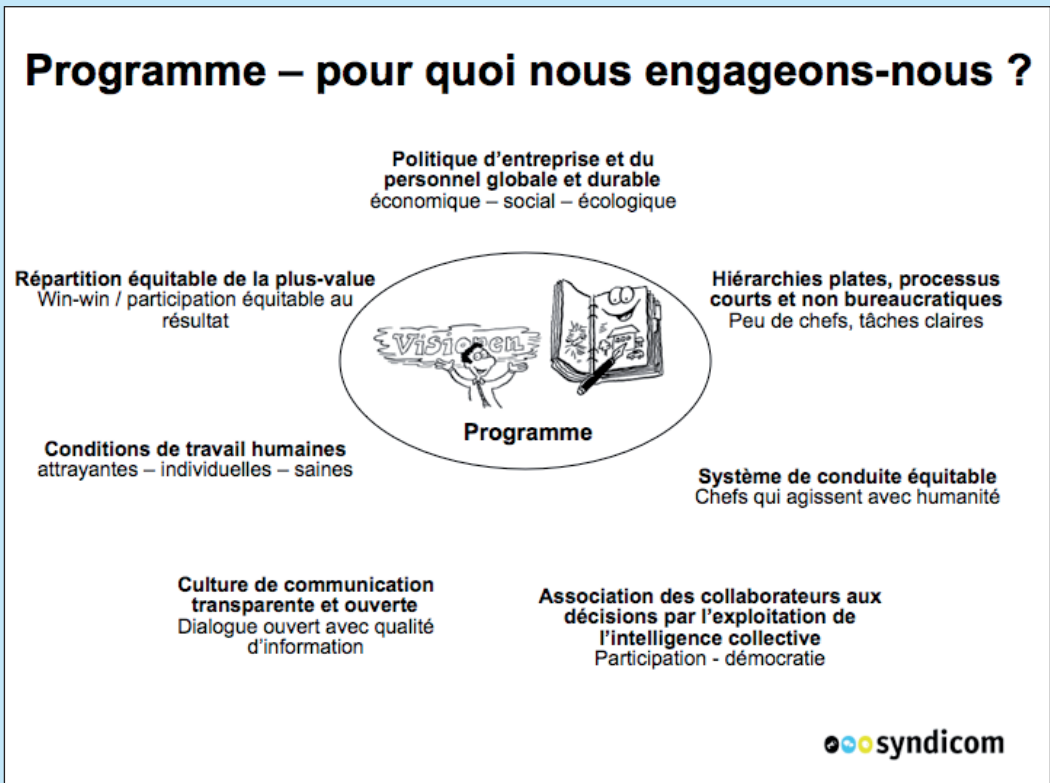 Programme – pour quoi nous engageons-nous ?
Politique d'entreprise et du
personnel globale et durable
économique – social – écologique
Répartition équitable de la plus-value
Win-win / participation équitable au
résultat
Hiérarchies plates, processus
courts et non bureaucratiques
Peu de chefs, tâches claires
Visionen
Programme
Conditions de travail humaines
attrayantes – individuelles – saines
Système de conduite équitable
Chefs qui agissent avec humanité
Culture de communication
transparente et ouverte
Dialogue ouvert avec qualité
d'information
Association des collaborateurs aux
décisions par l'exploitation de
l'intelligence collective
Participation - démocratie
syndicom